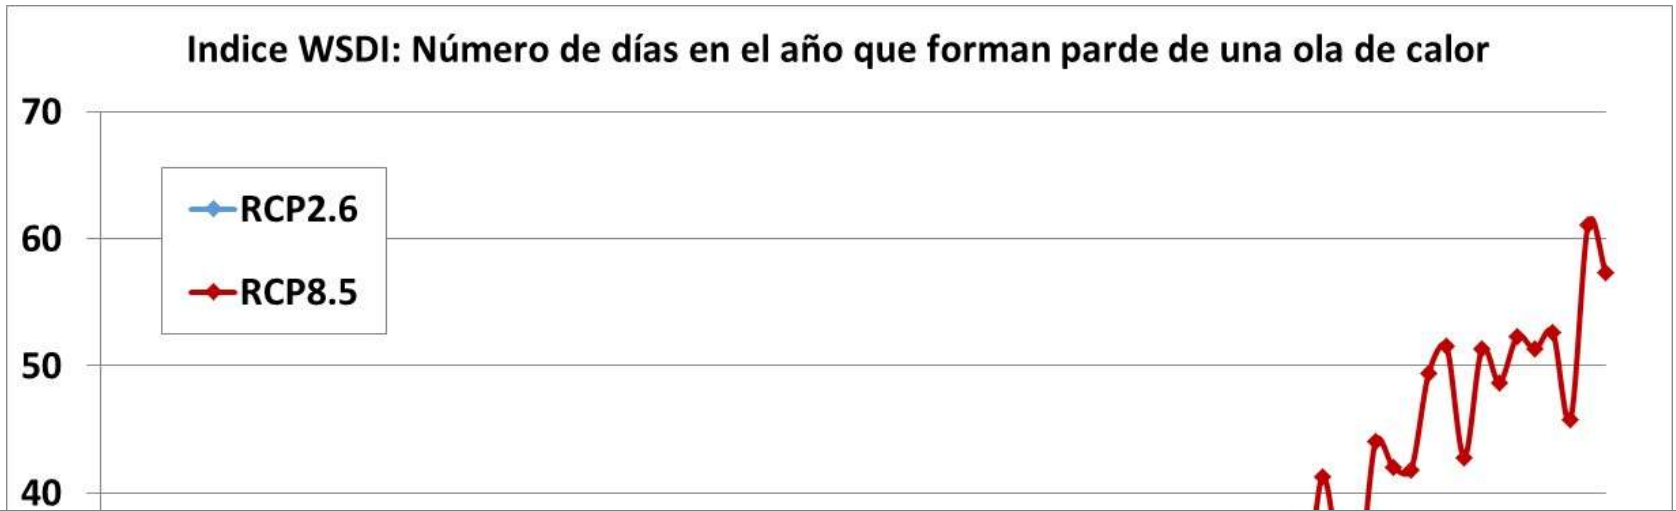 Indice WSDI: Número de días en el año que forman parde de una ola de calor
70
RCP2.6
60
RCP8.5
50
40